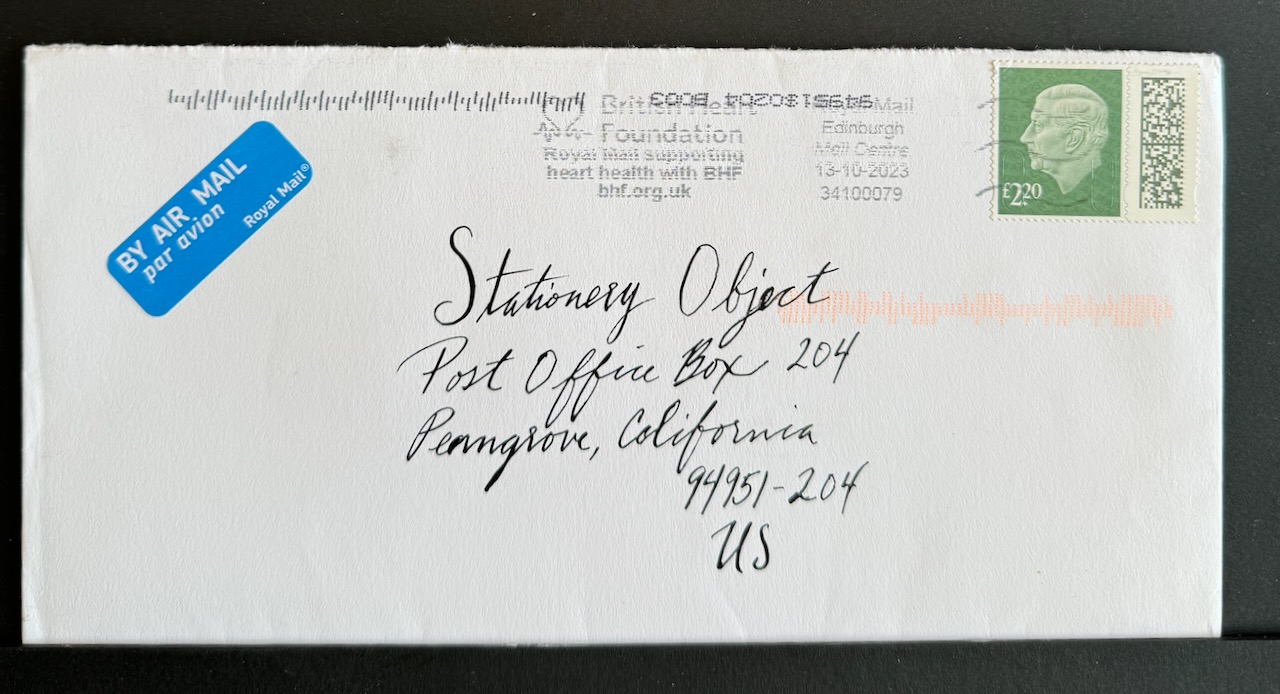 British Heart
Foundation
Royal Mail supporting
heart health with BHF
bhf.org.uk
Royal Mail
Edinburgh
Mail Centre
13-10-2023
34100079
£2.20
BY AIR MAIL
par avion
Royal Mail®
Stationery Object
Post Office Box 204
Penngrove, California
94951-204
US